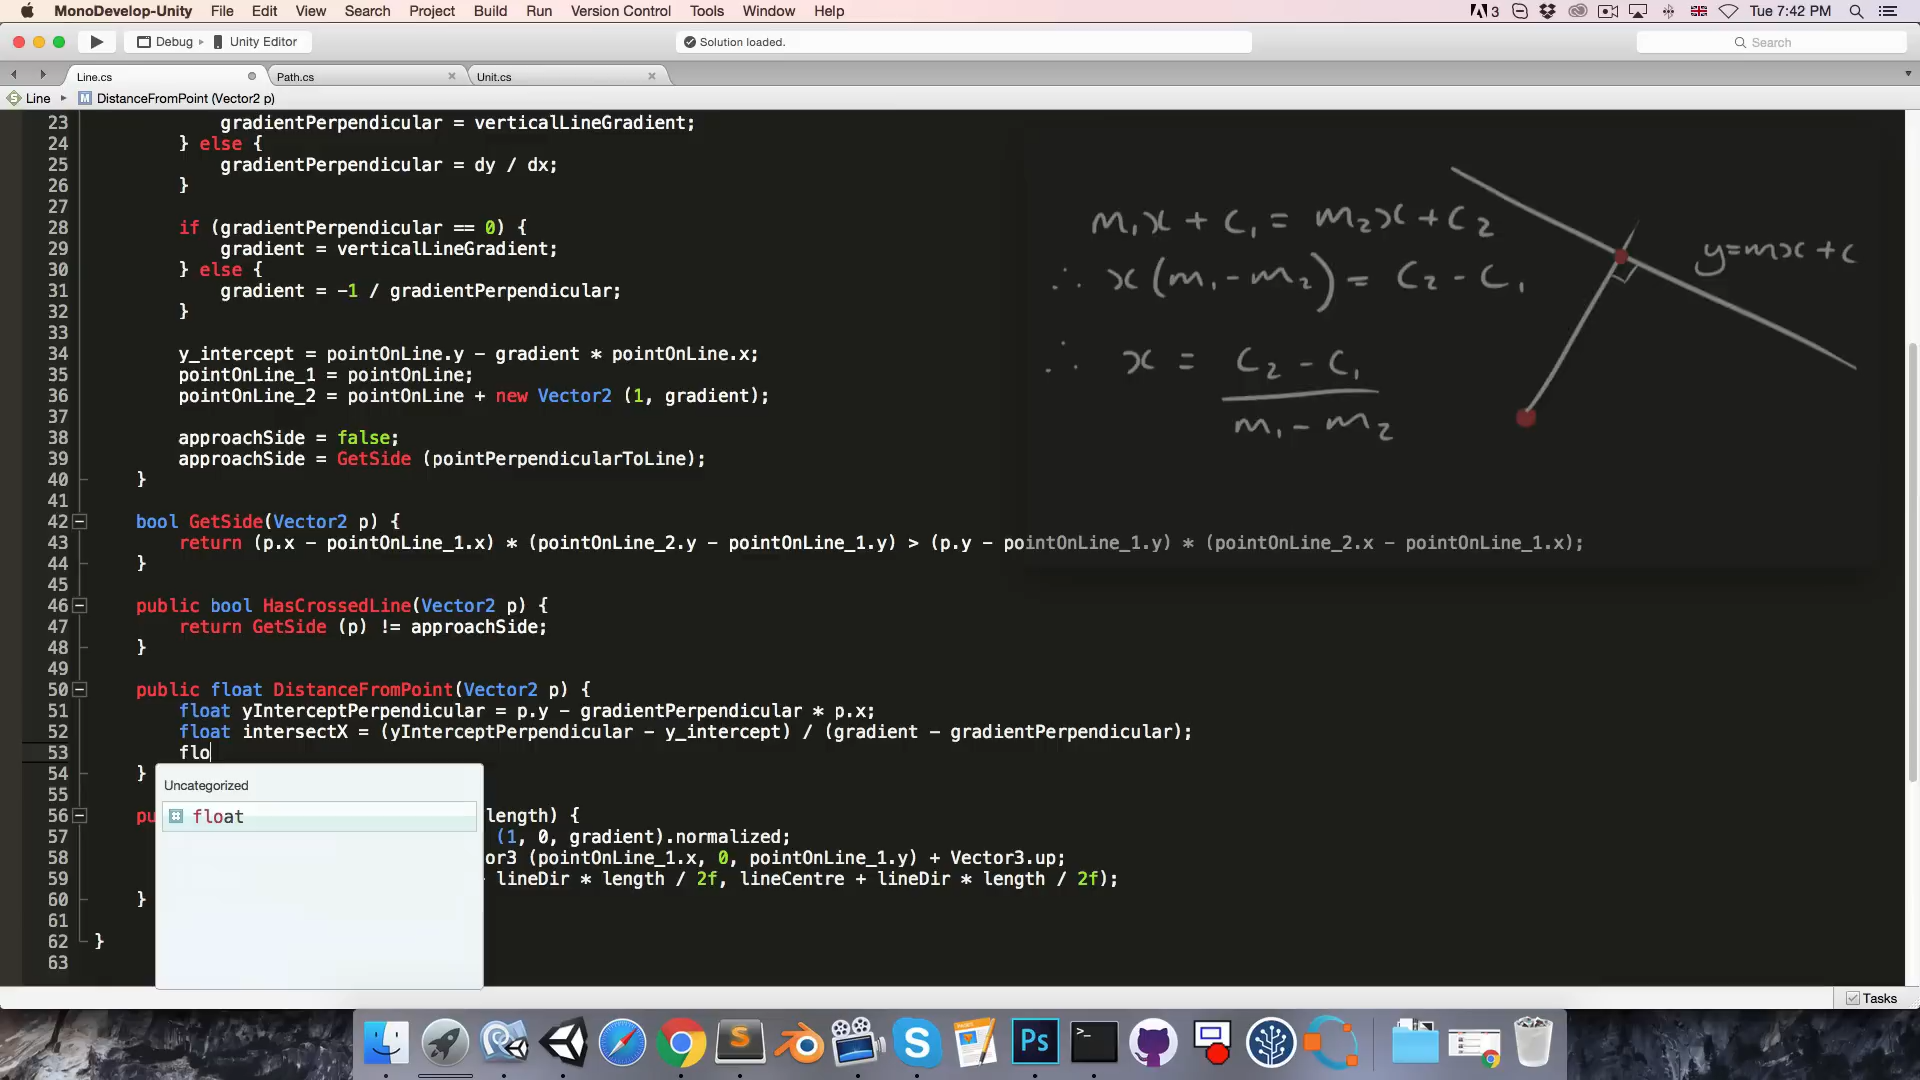 MonoDevelop-Unity File Edit View Search Project Build Run Version Control Tools Window Help 3 Tue 7:42 PM
Debug Unity Editor Solution loaded. Search
Line.cs Path.cs Unit.cs
Line DistanceFromPoint (Vector2 p)
23 gradientPerpendicular = verticalLineGradient;
24 } else {
25 gradientPerpendicular = dy / dx;
26 }
27
28 if (gradientPerpendicular == 0) {
29 gradient = verticalLineGradient;
30 } else {
31 gradient = -1 / gradientPerpendicular;
32 }
33
34 y_intercept = pointOnLine.y - gradient * pointOnLine.x;
35 pointOnLine_1 = pointOnLine;
36 pointOnLine_2 = pointOnLine + new Vector2 (1, gradient);
37
38 approachSide = false;
39 approachSide = GetSide (pointPerpendicularToLine);
40 }
41
42 bool GetSide(Vector2 p) {
43 return (p.x - pointOnLine_1.x) * (pointOnLine_2.y - pointOnLine_1.y) > (p.y - pointOnLine_1.y) * (pointOnLine_2.x - pointOnLine_1.x);
44 }
45
46 public bool HasCrossedLine(Vector2 p) {
47 return GetSide (p) != approachSide;
48 }
49
50 public float DistanceFromPoint(Vector2 p) {
51 float yInterceptPerpendicular = p.y - gradientPerpendicular * p.x;
52 float intersectX = (yInterceptPerpendicular - y_intercept) / (gradient - gradientPerpendicular);
53 flo
54 }
55
56 pu length) {
57 (1, 0, gradient).normalized;
58 or3 (pointOnLine_1.x, 0, pointOnLine_1.y) + Vector3.up;
59 - lineDir * length / 2f, lineCentre + lineDir * length / 2f);
60 }
61
62 }
63
Uncategorized
float
m₁x + c₁ = m₂x + c₂
∴ x(m₁ - m₂) = c₂ - c₁
∴ x = c₂ - c₁
m₁ - m₂
y=mx+c
Tasks
S
S
Ps
>_